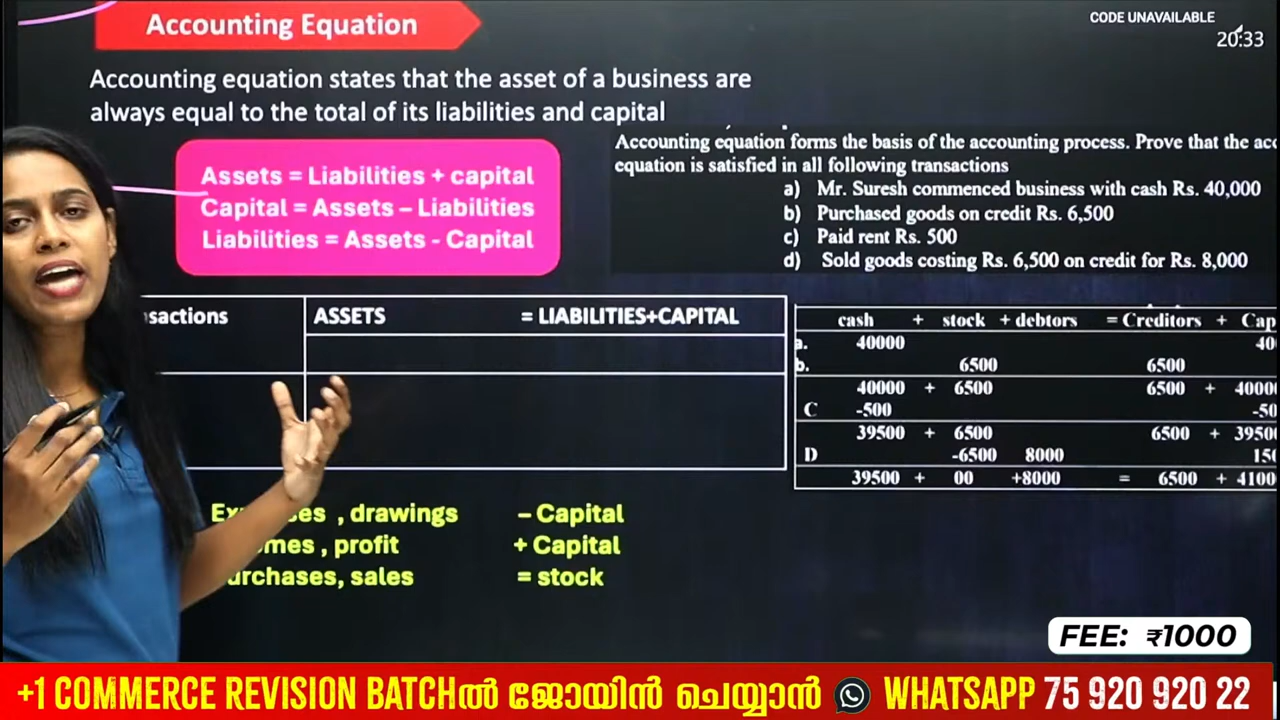 Accounting Equation
CODE UNAVAILABLE
20:33
Accounting equation states that the asset of a business are
always equal to the total of its liabilities and capital
Assets = Liabilities + capital
Capital = Assets – Liabilities
Liabilities = Assets - Capital
Accounting equation forms the basis of the accounting process. Prove that the acc
equation is satisfied in all following transactions
a) Mr. Suresh commenced business with cash Rs. 40,000
b) Purchased goods on credit Rs. 6,500
c) Paid rent Rs. 500
d) Sold goods costing Rs. 6,500 on credit for Rs. 8,000
sactions ASSETS = LIABILITIES+CAPITAL
cash + stock + debtors = Creditors + Cap
a. 40000 40
b. 6500 6500
40000 + 6500 6500 + 4000
C -500 -50
39500 + 6500 6500 + 3950
D -6500 8000 150
39500 + 00 +8000 = 6500 + 4100
Ex ses , drawings – Capital
omes , profit + Capital
urchases, sales = stock
FEE: ₹1000
+1 COMMERCE REVISION BATCHൽ ജോയിൻ ചെയ്യാൻ WHATSAPP 75 920 920 22